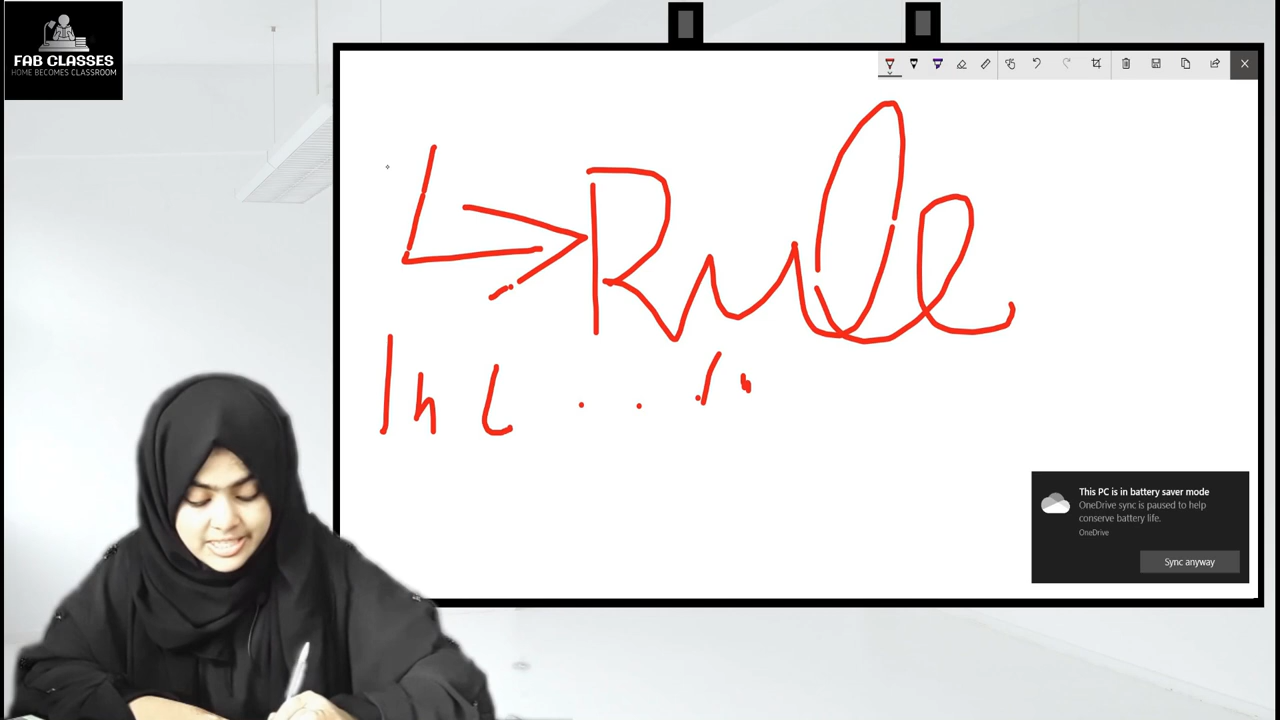 FAB CLASSES
HOME BECOMES CLASSROOM
Rule
This PC is in battery saver mode
OneDrive sync is paused to help
conserve battery life.
OneDrive
Sync anyway